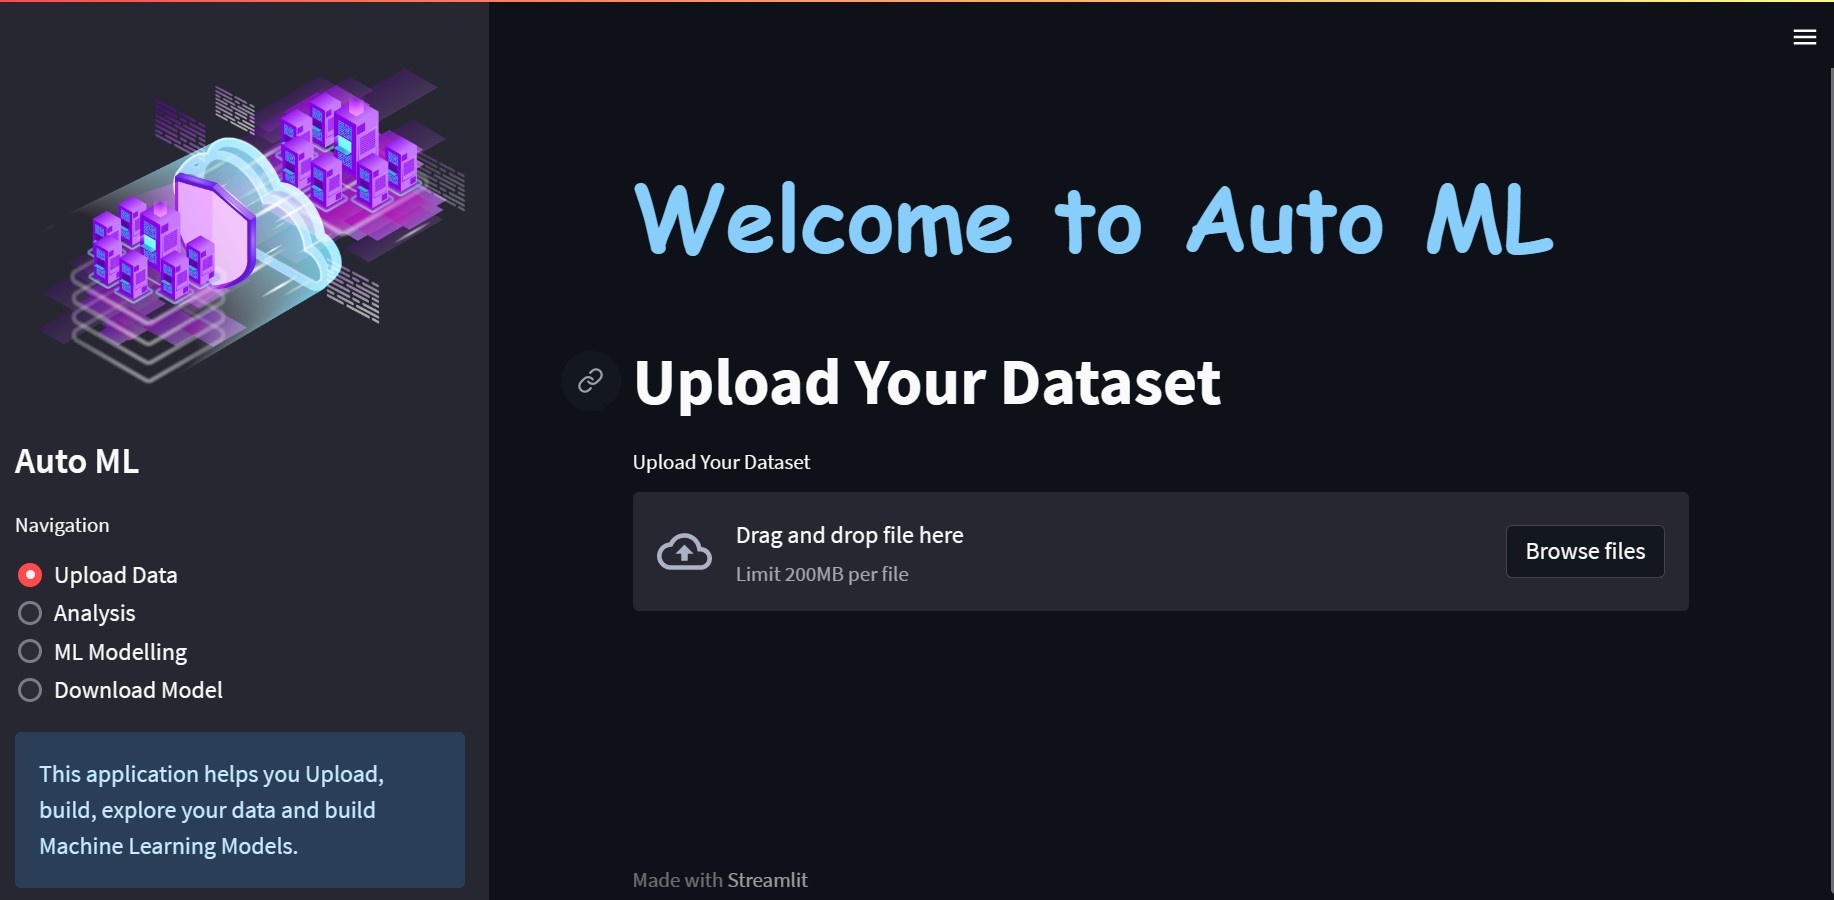 Auto ML
Navigation
Upload Data
Analysis
ML Modelling
Download Model
This application helps you Upload,
build, explore your data and build
Machine Learning Models.
Welcome to Auto ML
Upload Your Dataset
Upload Your Dataset
Drag and drop file here
Limit 200MB per file
Browse files
Made with Streamlit